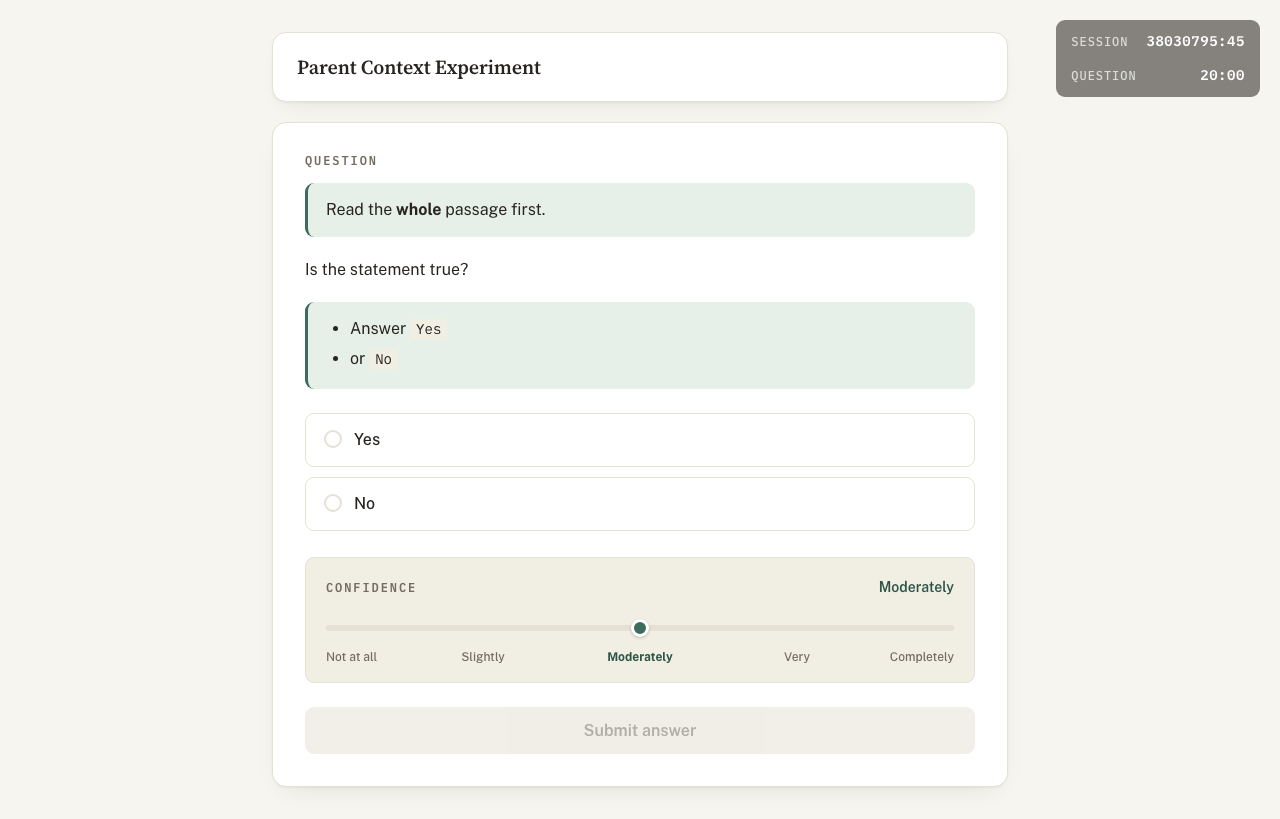 Parent Context Experiment
SESSION 38030795:45
QUESTION 20:00
QUESTION
Read the whole passage first.
Is the statement true?
• Answer Yes
• or No
Yes
No
CONFIDENCE Moderately
Not at all Slightly Moderately Very Completely
Submit answer